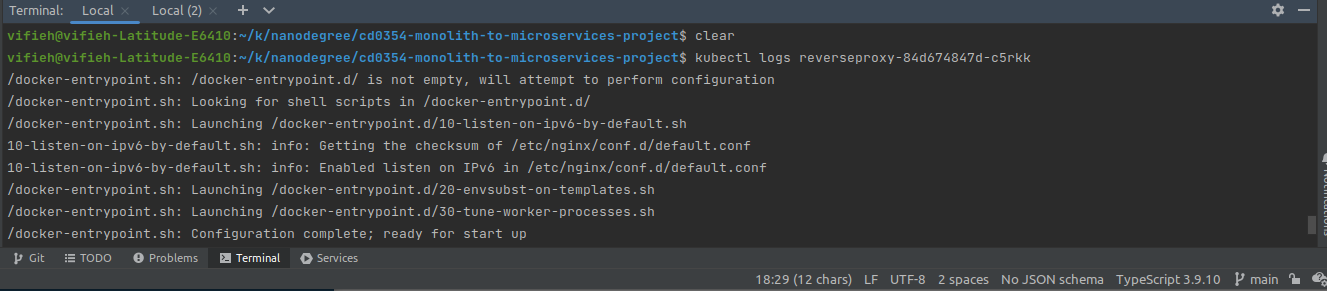 Terminal: Local × Local (2) ×
vifieh@vifieh-Latitude-E6410:~/k/nanodegree/cd0354-monolith-to-microservices-project$ clear
vifieh@vifieh-Latitude-E6410:~/k/nanodegree/cd0354-monolith-to-microservices-project$ kubectl logs reverseproxy-84d674847d-c5rkk
/docker-entrypoint.sh: /docker-entrypoint.d/ is not empty, will attempt to perform configuration
/docker-entrypoint.sh: Looking for shell scripts in /docker-entrypoint.d/
/docker-entrypoint.sh: Launching /docker-entrypoint.d/10-listen-on-ipv6-by-default.sh
10-listen-on-ipv6-by-default.sh: info: Getting the checksum of /etc/nginx/conf.d/default.conf
10-listen-on-ipv6-by-default.sh: info: Enabled listen on IPv6 in /etc/nginx/conf.d/default.conf
/docker-entrypoint.sh: Launching /docker-entrypoint.d/20-envsubst-on-templates.sh
/docker-entrypoint.sh: Launching /docker-entrypoint.d/30-tune-worker-processes.sh
/docker-entrypoint.sh: Configuration complete; ready for start up
Notifications
Git TODO Problems Terminal Services
18:29 (12 chars) LF UTF-8 2 spaces No JSON schema TypeScript 3.9.10 main